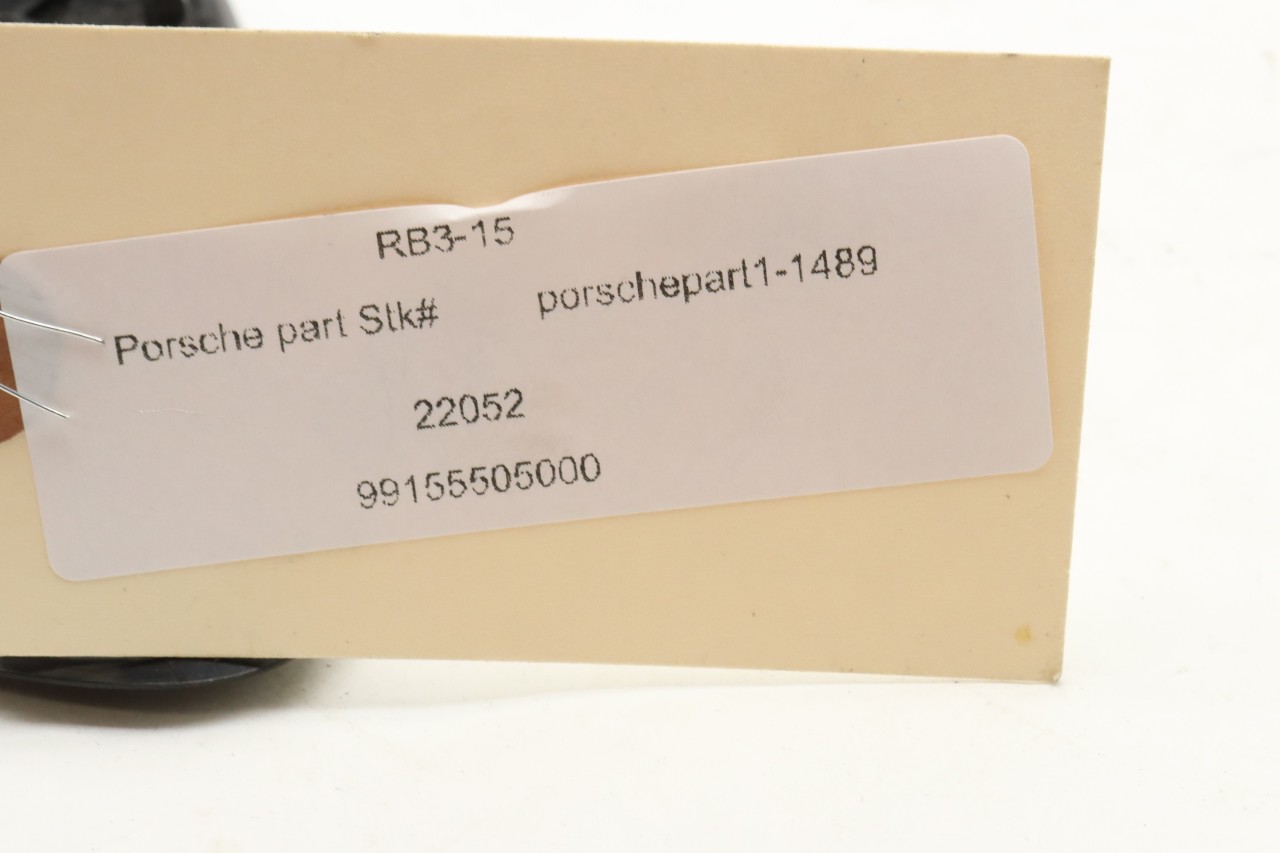 RB3-15
Porsche part Stk# porschepart1-1489
22052
99155505000